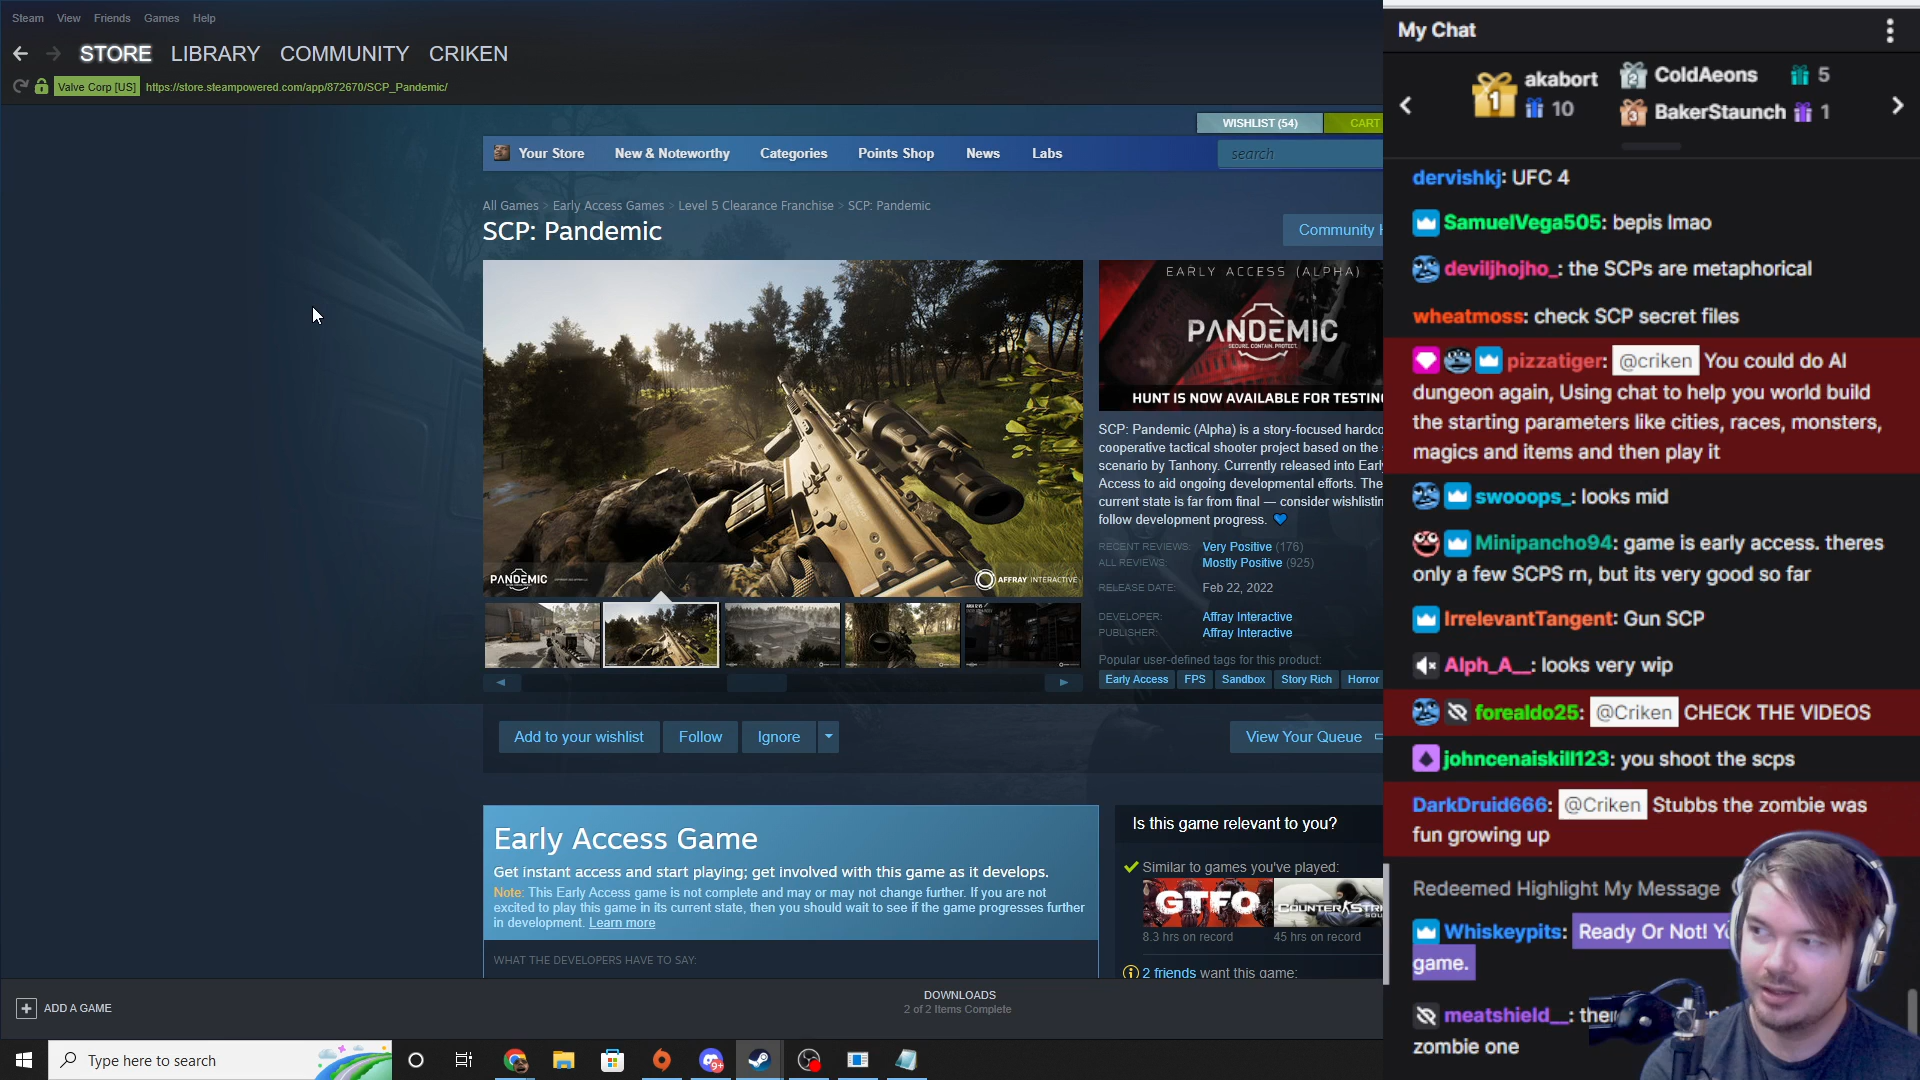 Steam View Friends Games Help
STORE LIBRARY COMMUNITY CRIKEN
Valve Corp [US] https://store.steampowered.com/app/872670/SCP_Pandemic/
WISHLIST (54) CART
Your Store New & Noteworthy Categories Points Shop News Labs search
All Games > Early Access Games > Level 5 Clearance Franchise > SCP: Pandemic
SCP: Pandemic
Community
PANDEMIC
AFFRAY INTERACTIVE
EARLY ACCESS (ALPHA)
PANDEMIC
SECURE. CONTAIN. PROTECT.
HUNT IS NOW AVAILABLE FOR TESTING
SCP: Pandemic (Alpha) is a story-focused hardco
cooperative tactical shooter project based on the
scenario by Tanhony. Currently released into Earl
Access to aid ongoing developmental efforts. The
current state is far from final — consider wishlistin
follow development progress. 💙
RECENT REVIEWS: Very Positive (176)
ALL REVIEWS: Mostly Positive (925)
RELEASE DATE: Feb 22, 2022
DEVELOPER: Affray Interactive
PUBLISHER: Affray Interactive
Popular user-defined tags for this product:
Early Access FPS Sandbox Story Rich Horror
Add to your wishlist Follow Ignore View Your Queue
Early Access Game
Get instant access and start playing; get involved with this game as it develops.
Note: This Early Access game is not complete and may or may not change further. If you are not
excited to play this game in its current state, then you should wait to see if the game progresses further
in development. Learn more
WHAT THE DEVELOPERS HAVE TO SAY:
Is this game relevant to you?
Similar to games you've played:
GTFO COUNTER STRI
8.3 hrs on record 45 hrs on record
2 friends want this game:
ADD A GAME
DOWNLOADS
2 of 2 Items Complete
Type here to search
9+
My Chat
1 akabort 10
2 ColdAeons 5
3 BakerStaunch 1
dervishkj: UFC 4
SamuelVega505: bepis lmao
deviljhojho_: the SCPs are metaphorical
wheatmoss: check SCP secret files
pizzatiger: @criken You could do AI
dungeon again, Using chat to help you world build
the starting parameters like cities, races, monsters,
magics and items and then play it
swooops_: looks mid
Minipancho94: game is early access. theres
only a few SCPS rn, but its very good so far
IrrelevantTangent: Gun SCP
Alph_A__: looks very wip
forealdo25: @Criken CHECK THE VIDEOS
johncenaiskill123: you shoot the scps
DarkDruid666: @Criken Stubbs the zombie was
fun growing up
Redeemed Highlight My Message
Whiskeypits: Ready Or Not!
game.
meatshield__:
zombie one